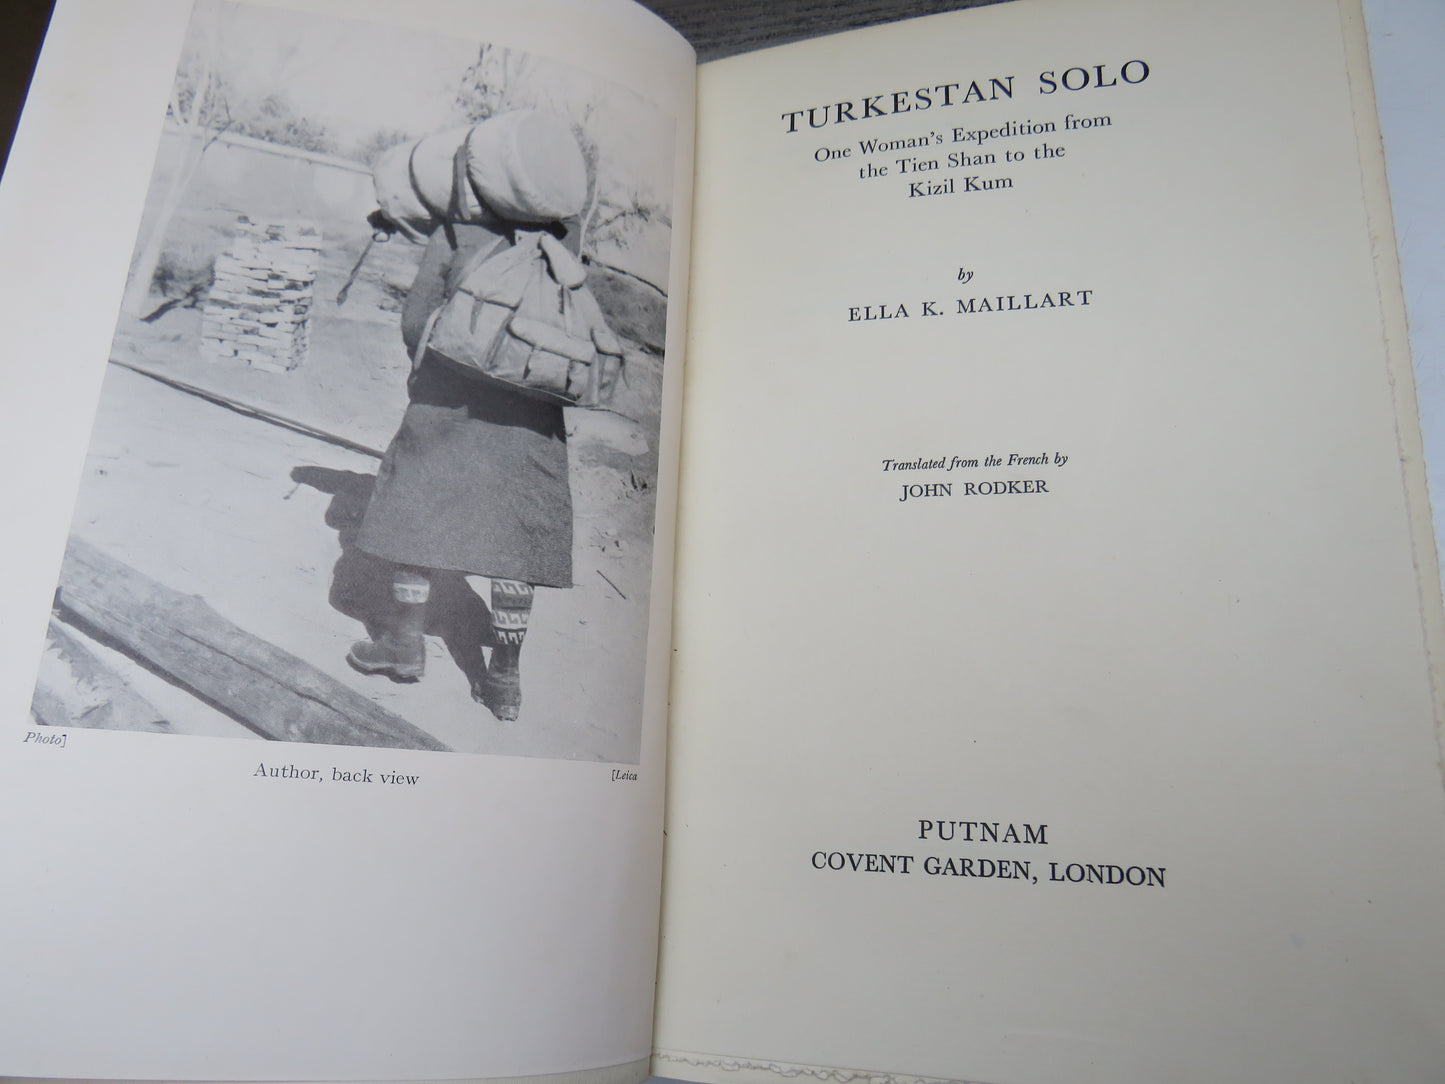 Photo]
[Leica
Author, back view
TURKESTAN SOLO
One Woman's Expedition from
the Tien Shan to the
Kizil Kum
by
ELLA K. MAILLART
Translated from the French by
JOHN RODKER
PUTNAM
COVENT GARDEN, LONDON